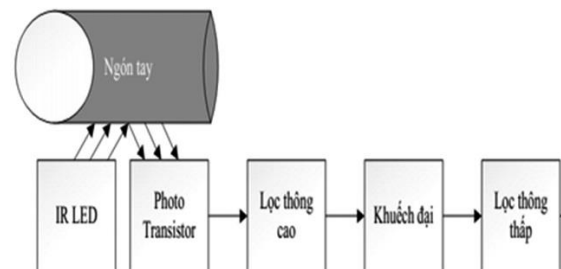 Ngón tay
IR LED
Photo
Transistor
Lọc thông
cao
Khuếch đại
Lọc thông
thấp